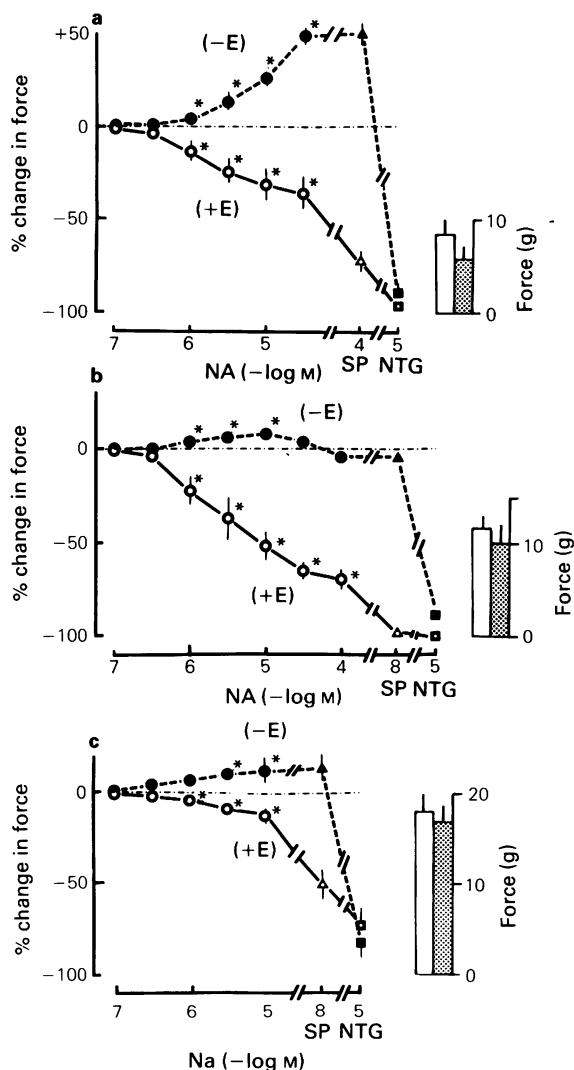 a
+50
(−E)
0
(+E)
−50
−100
% change in force
7 6 5 4 5
SP NTG
NA (−log M)
10
0
Force (g)
b
(−E)
0
−50
(+E)
−100
% change in force
7 6 5 4 8 5
SP NTG
NA (−log M)
10
0
Force (g)
(−E)
c
0
(+E)
−50
−100
% change in force
7 6 5 8 5
SP NTG
Na (−log M)
20
10
0
Force (g)
* * * *
* * * *
* * *
* * * * *
* *
* * *